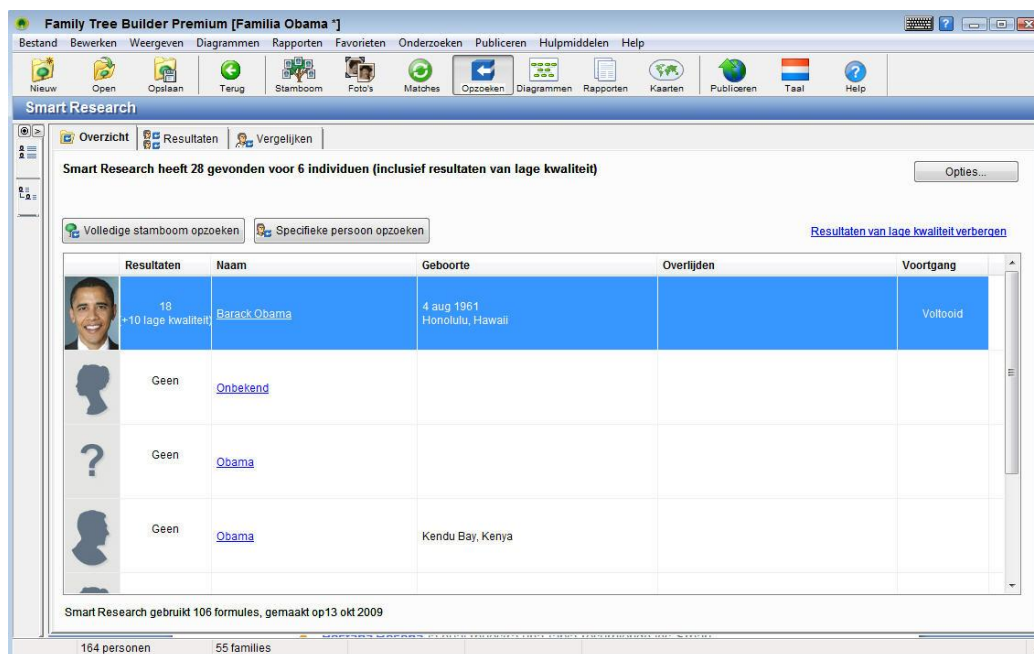 Family Tree Builder Premium [Familia Obama *]
Bestand Bewerken Weergeven Diagrammen Rapporten Favorieten Onderzoeken Publiceren Hulpmiddelen Help
Nieuw Open Opslaan Terug Stamboom Foto's Matches Opzoeken Diagrammen Rapporten Kaarten Publiceren Taal Help
Smart Research
Overzicht Resultaten Vergelijken
Smart Research heeft 28 gevonden voor 6 individuen (inclusief resultaten van lage kwaliteit)
Opties...
Volledige stamboom opzoeken Specifieke persoon opzoeken Resultaten van lage kwaliteit verbergen
Resultaten Naam Geboorte Overlijden Voortgang
18
+10 lage kwaliteit) Barack Obama
4 aug 1961
Honolulu, Hawaii
Voltooid
Geen Onbekend
?
Geen Obama
Geen Obama Kendu Bay, Kenya
Smart Research gebruikt 106 formules, gemaakt op13 okt 2009
164 personen 55 families